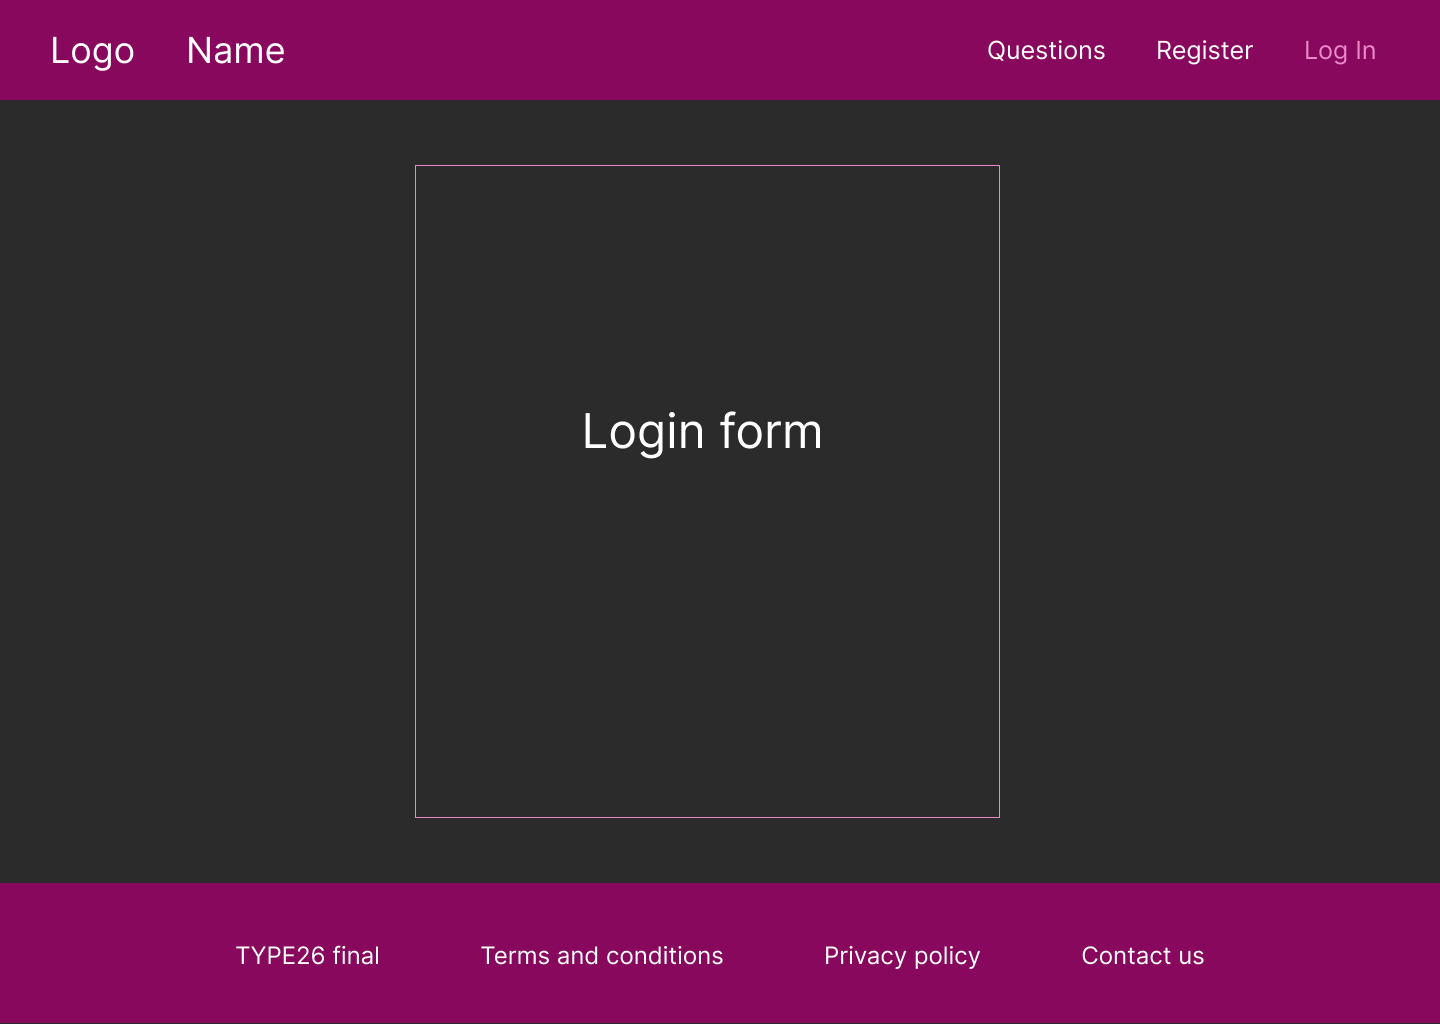 Logo Name Questions Register Log In
Login form
TYPE26 final Terms and conditions Privacy policy Contact us